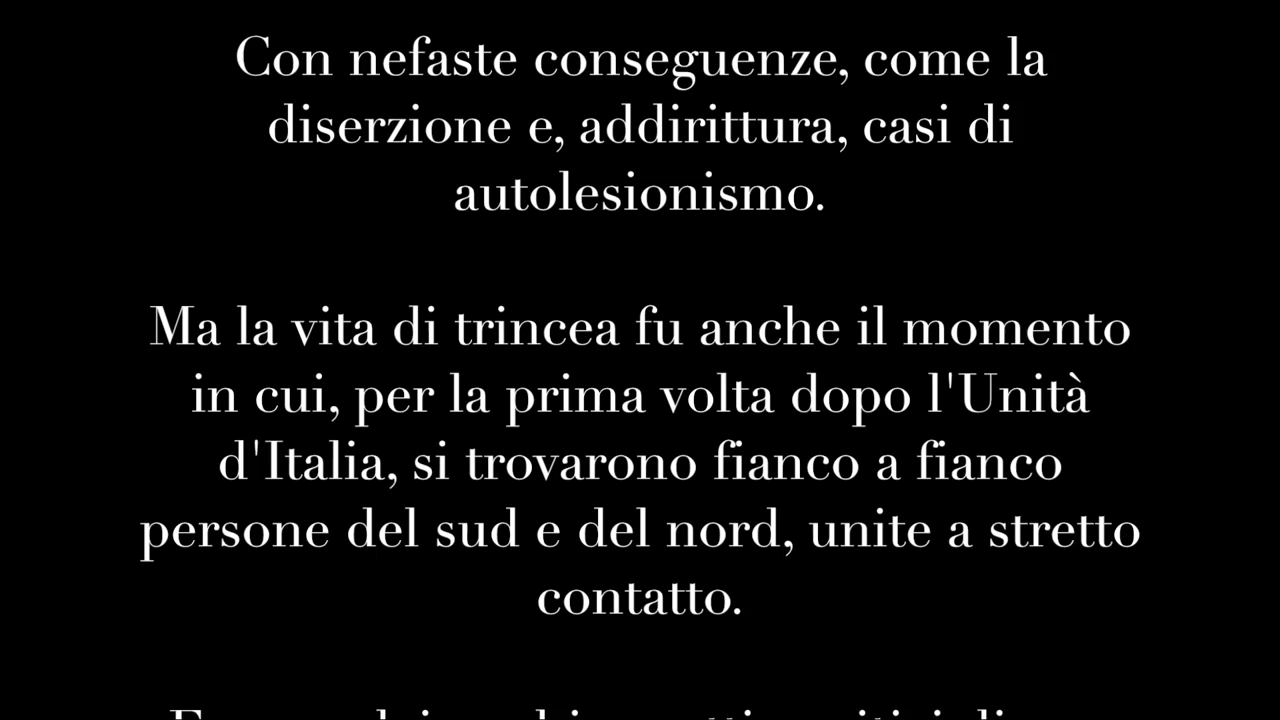 Con nefaste conseguenze, come la
diserzione e, addirittura, casi di
autolesionismo.
Ma la vita di trincea fu anche il momento
in cui, per la prima volta dopo l'Unità
d'Italia, si trovarono fianco a fianco
persone del sud e del nord, unite a stretto
contatto.